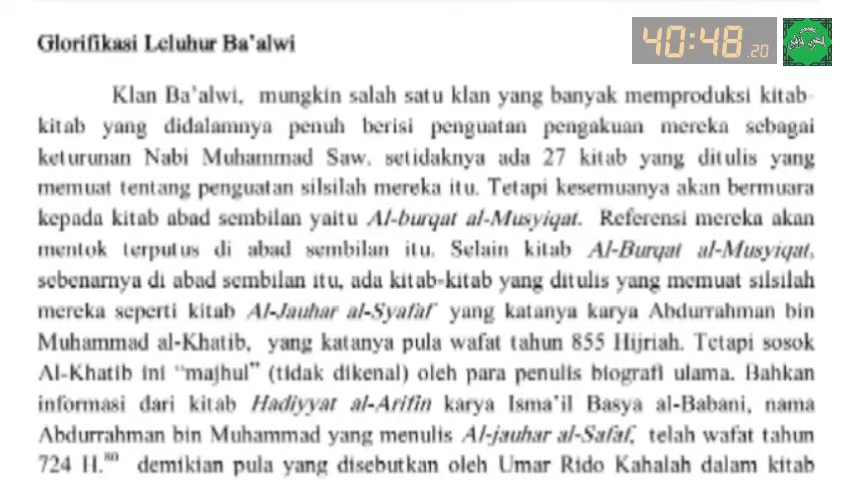 Glorifikasi Leluhur Ba'alwi
40:48.20
Klan Ba'alwi, mungkin salah satu klan yang banyak memproduksi kitab-
kitab yang didalamnya penuh berisi penguatan pengakuan mereka sebagai
keturunan Nabi Muhammad Saw. setidaknya ada 27 kitab yang ditulis yang
memuat tentang penguatan silsilah mereka itu. Tetapi kesemuanya akan bermuara
kepada kitab abad sembilan yaitu Al-burqat al-Musyiqat. Referensi mereka akan
mentok terputus di abad sembilan itu. Selain kitab Al-Burqat al-Musyiqat,
sebenarnya di abad sembilan itu, ada kitab-kitab yang ditulis yang memuat silsilah
mereka seperti kitab Al-Jauhar al-Syafaf yang katanya karya Abdurrahman bin
Muhammad al-Khatib, yang katanya pula wafat tahun 855 Hijriah. Tetapi sosok
Al-Khatib ini “majhul” (tidak dikenal) oleh para penulis biografi ulama. Bahkan
informasi dari kitab Hadiyyat al-Arifin karya Isma'il Basya al-Babani, nama
Abdurrahman bin Muhammad yang menulis Al-jauhar al-Safaf, telah wafat tahun
724 H.80 demikian pula yang disebutkan oleh Umar Rido Kahalah dalam kitab